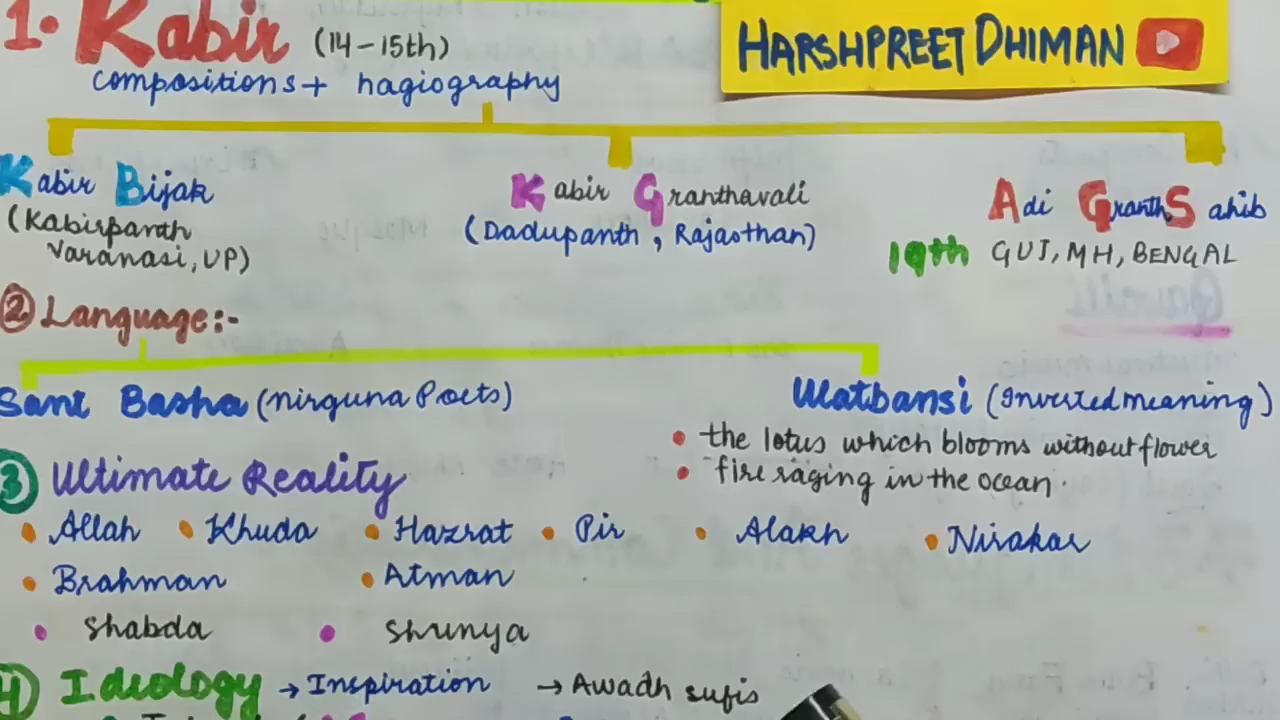 1. Kabir (14-15th)
HARSHPREET DHIMAN
compositions + hagiography
Kabir Bijak
(Kabirpanth
Varanasi, UP)
Kabir Granthavali
(Dadupanth, Rajasthan)
Adi Granth Sahib
19th GUJ, MH, BENGAL
② Language:-
Sant Basha (nirguna Poets)
Ulatbansi (Inverted meaning)
• the lotus which blooms without flower
• fire raging in the ocean.
③ Ultimate Reality
• Allah • Khuda • Hazrat • Pir • Alakh • Nirakar
• Brahman • Atman
• Shabda • Shunya
④ Ideology → Inspiration → Awadh sufis